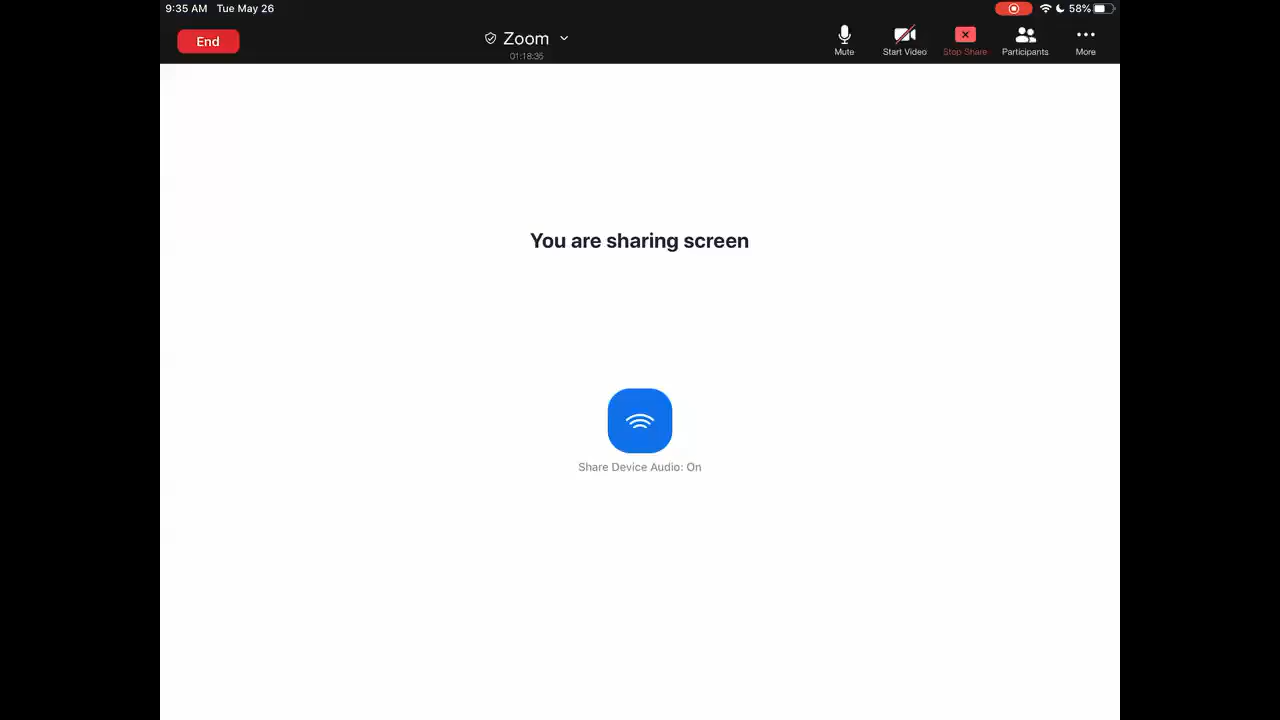 9:35 AM Tue May 26
58%
End
Zoom
01:18:35
Mute
Start Video
Stop Share
Participants
More
You are sharing screen
Share Device Audio: On